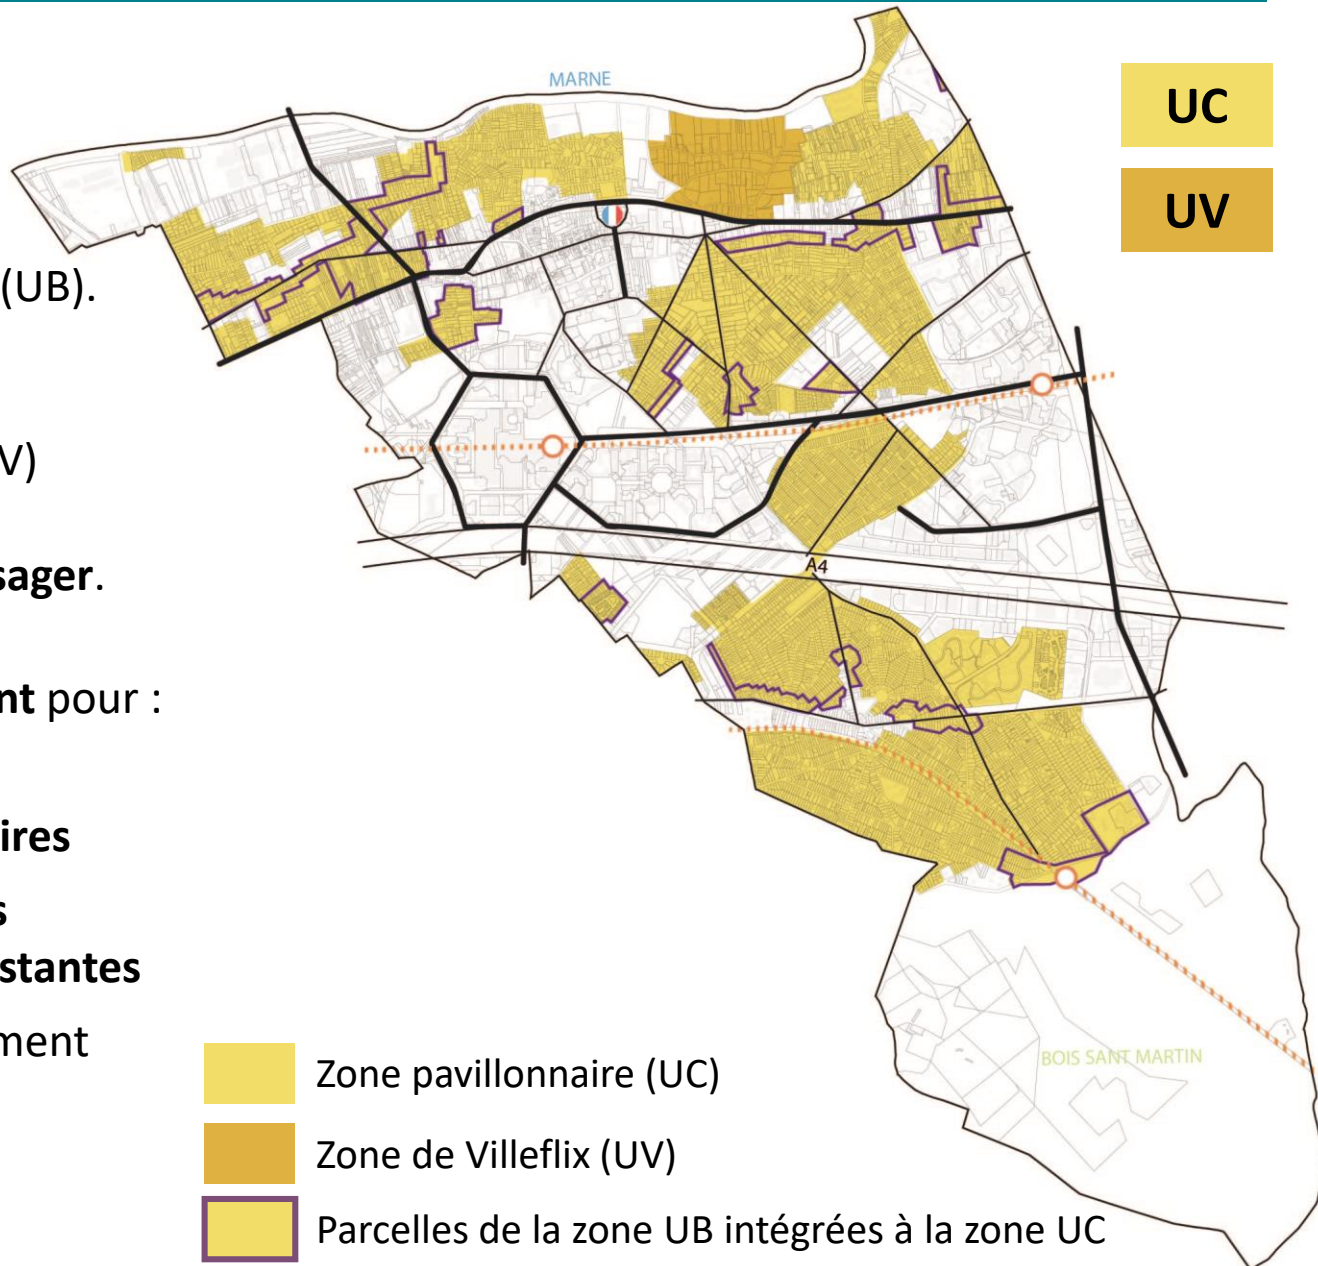 MARNE
UC
UV
(UB).
V)
sager.
nt pour :
A4
ires
s
stantes
ment
BOIS SANT MARTIN
Zone pavillonnaire (UC)
Zone de Villeflix (UV)
Parcelles de la zone UB intégrées à la zone UC